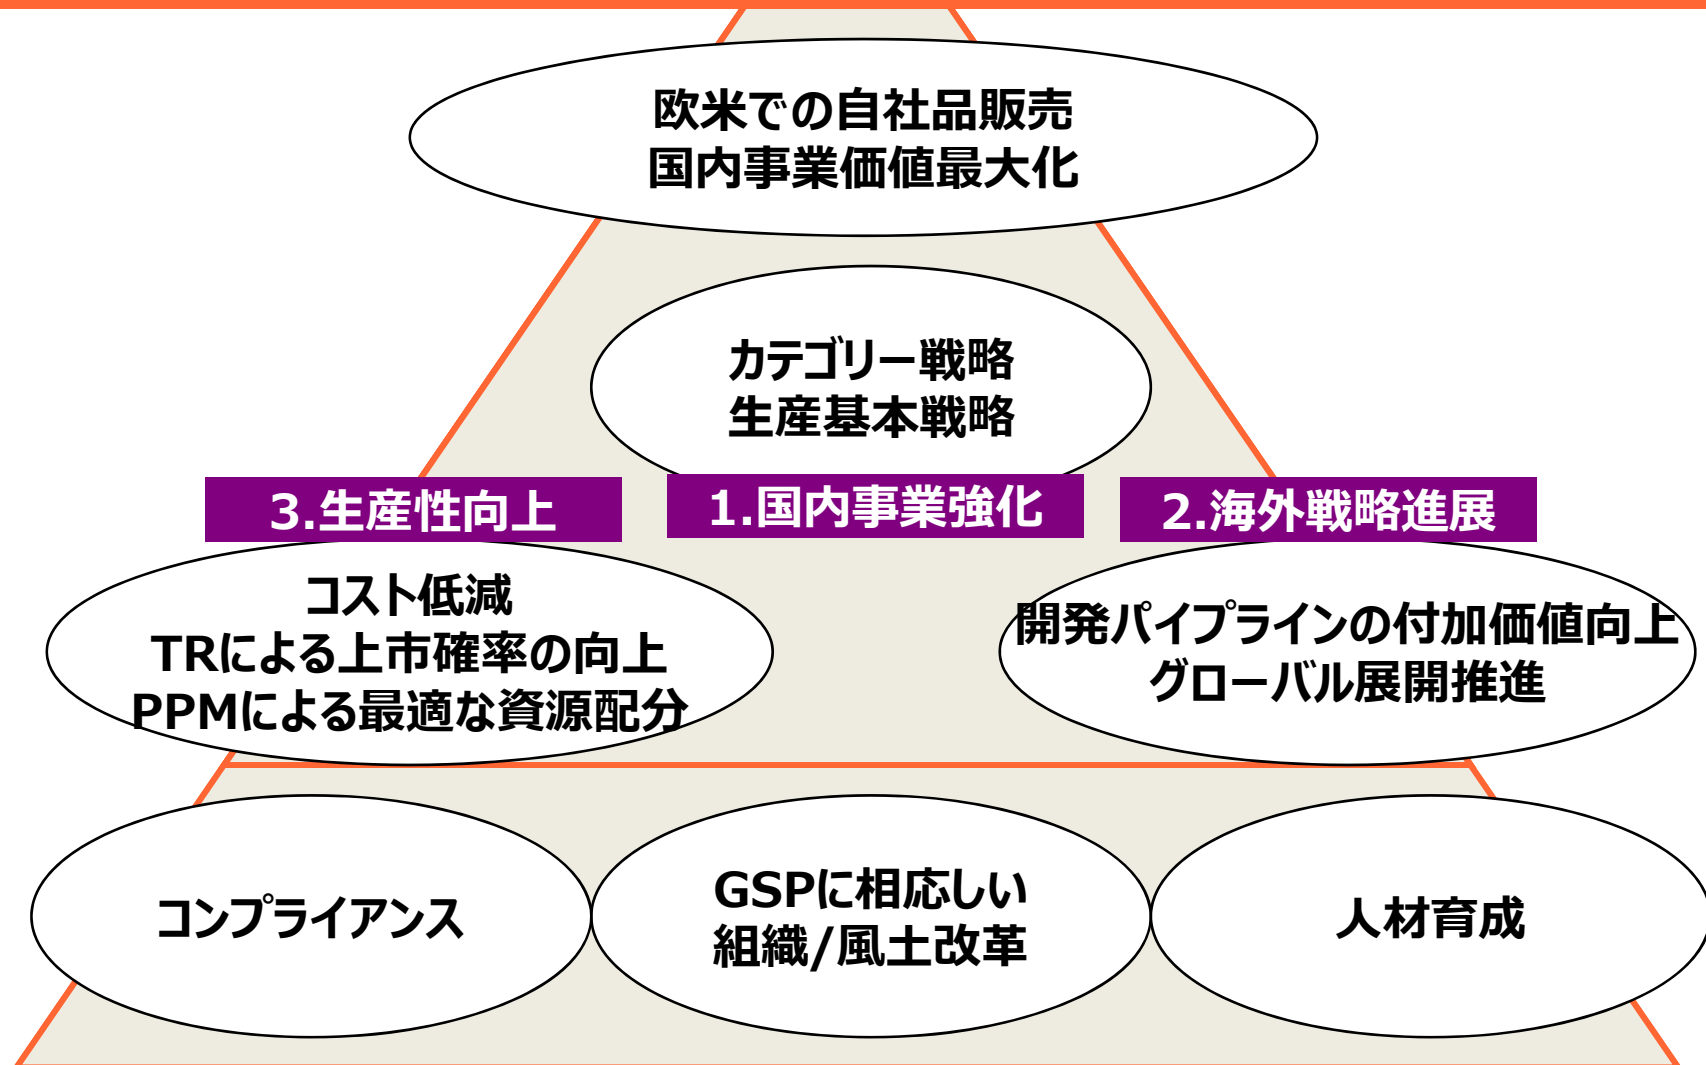 欧米での自社品販売
国内事業価値最大化
カテゴリー戦略
生産基本戦略
1.国内事業強化
3.生産性向上
コスト低減
TRによる上市確率の向上
PPMによる最適な資源配分
2.海外戦略進展
開発パイプラインの付加価値向上
グローバル展開推進
コンプライアンス
GSPに相応しい
組織/風土改革
人材育成